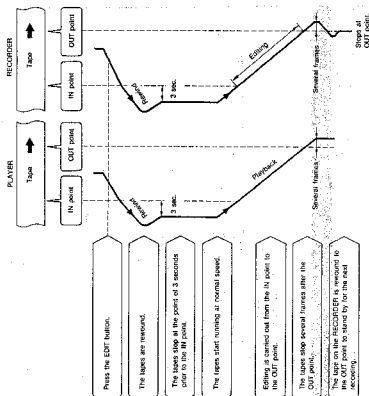 RECORDER
Tape
IN point
OUT point
Rewind
3 sec.
Editing
Several frames
Stops at
OUT point.
PLAYER
Tape
IN point
OUT point
Rewind
3 sec.
Playback
Several frames
Press the EDIT button.
The tapes are rewound.
The tapes stop at the point of 3 seconds
prior to the IN point.
The tapes start running at normal speed.
Editing is carried out from the IN point to
the OUT point.
The tapes stop several frames after the
OUT point.
The tape on the RECORDER is rewound to
the OUT point to stand by for the next
recoding.